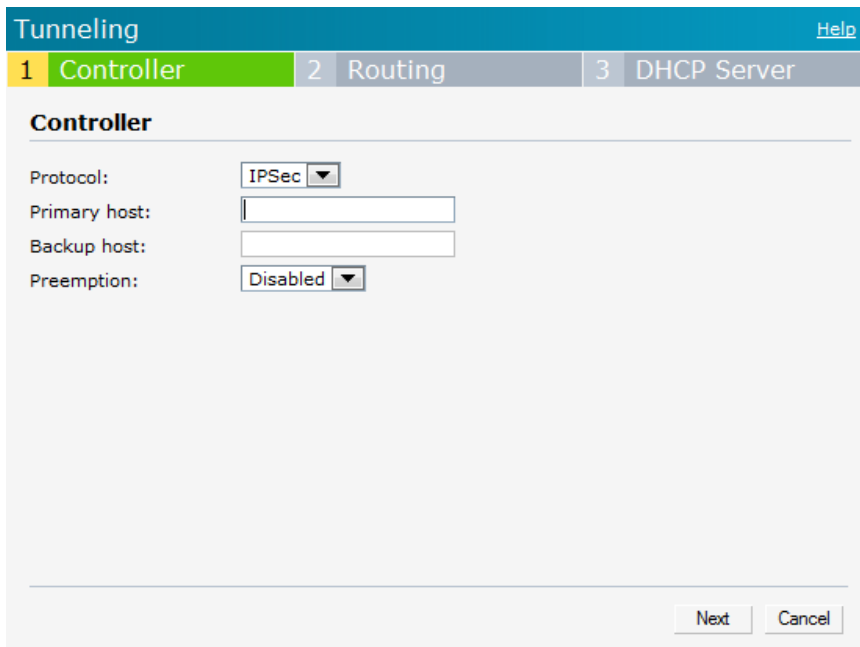 Tunneling Help
1 Controller 2 Routing 3 DHCP Server
Controller
Protocol: IPSec
Primary host:
Backup host:
Preemption: Disabled
Next Cancel